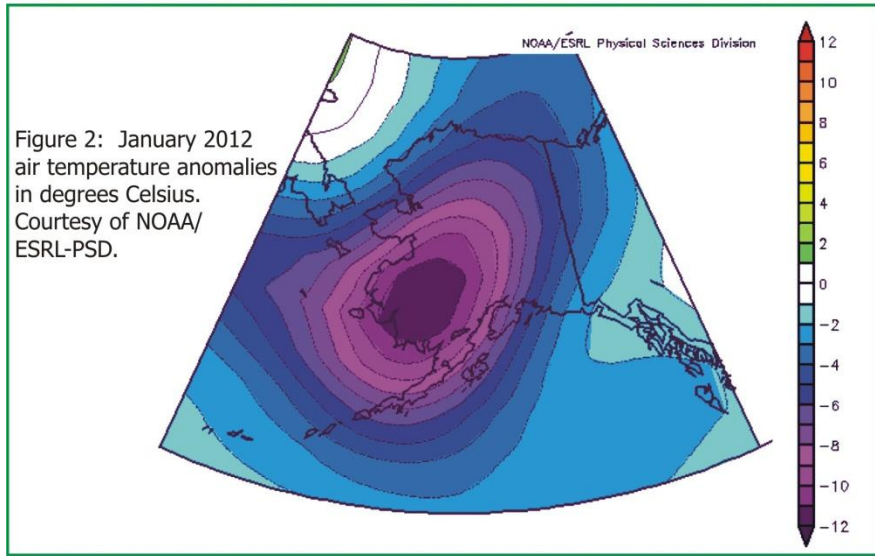 NOAA/ESRL Physical Sciences Division
Figure 2: January 2012
air temperature anomalies
in degrees Celsius.
Courtesy of NOAA/
ESRL-PSD.
12
10
8
6
4
2
0
−2
−4
−6
−8
−10
−12